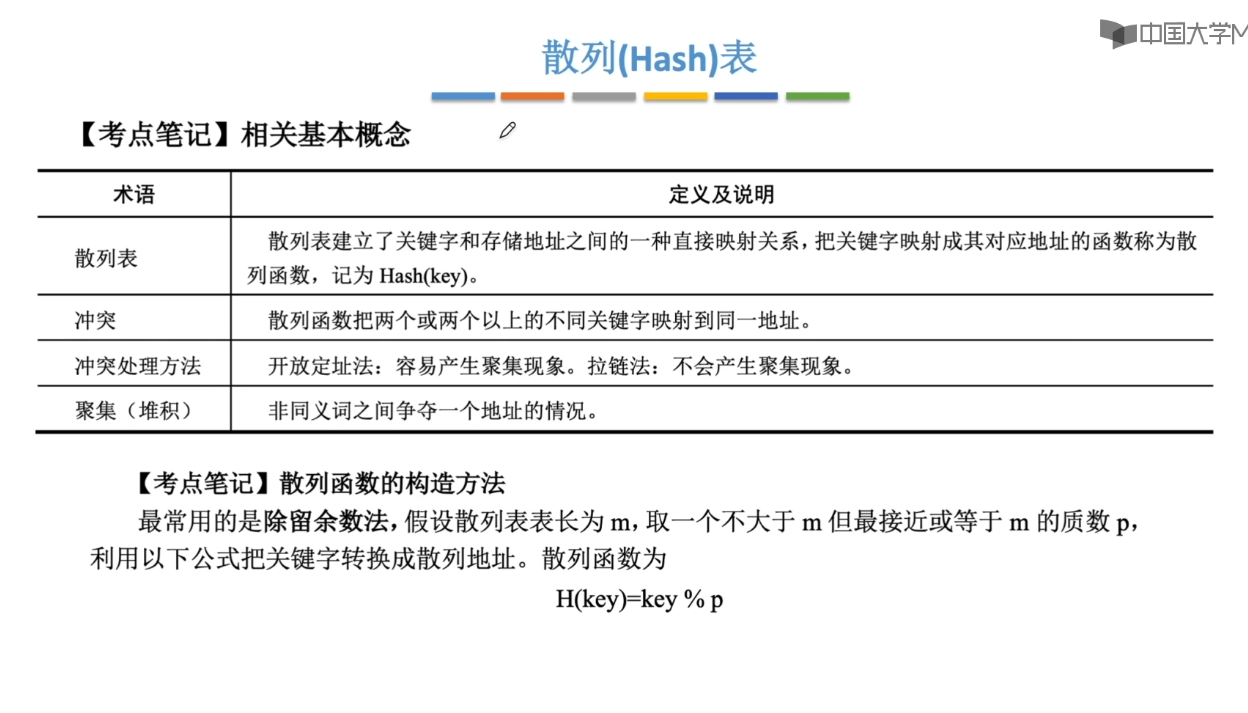 中国大学M
散列(Hash)表
【考点笔记】相关基本概念
术语
定义及说明
散列表
散列表建立了关键字和存储地址之间的一种直接映射关系，把关键字映射成其对应地址的函数称为散
列函数，记为 Hash(key)。
冲突
散列函数把两个或两个以上的不同关键字映射到同一地址。
冲突处理方法
开放定址法：容易产生聚集现象。拉链法：不会产生聚集现象。
聚集（堆积）
非同义词之间争夺一个地址的情况。
【考点笔记】散列函数的构造方法
最常用的是除留余数法，假设散列表表长为 m，取一个不大于 m 但最接近或等于 m 的质数 p，
利用以下公式把关键字转换成散列地址。散列函数为
H(key)=key % p